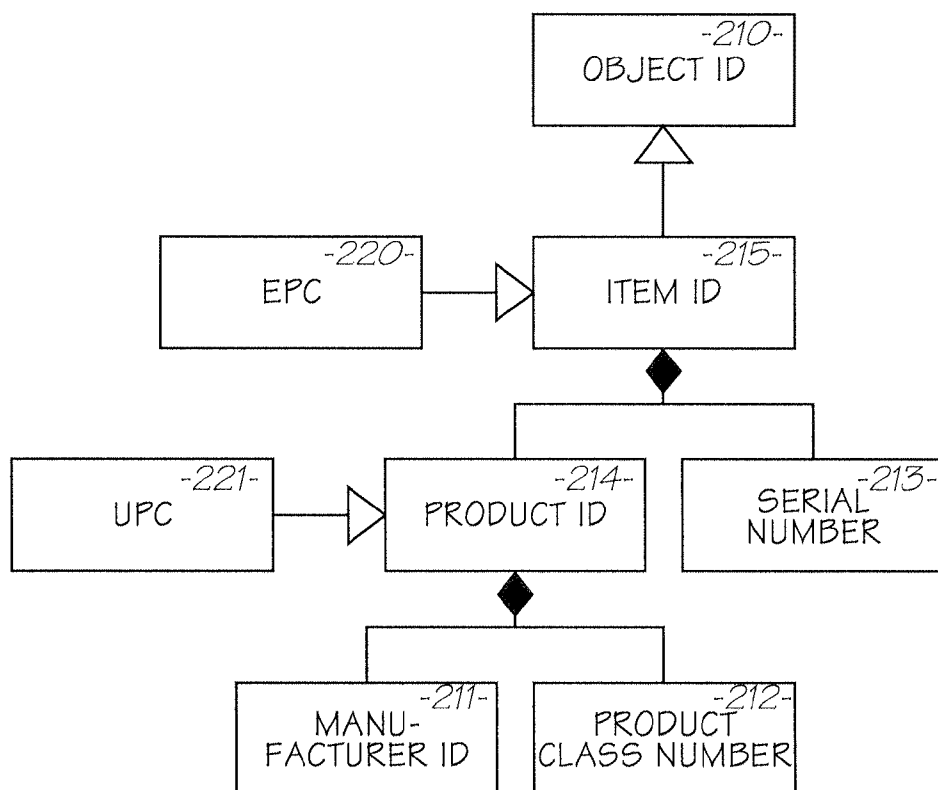 -210-
OBJECT ID
-220-
EPC
-215-
ITEM ID
-221-
UPC
-214-
PRODUCT ID
-213-
SERIAL
NUMBER
-211-
MANU-
FACTURER ID
-212-
PRODUCT
CLASS NUMBER